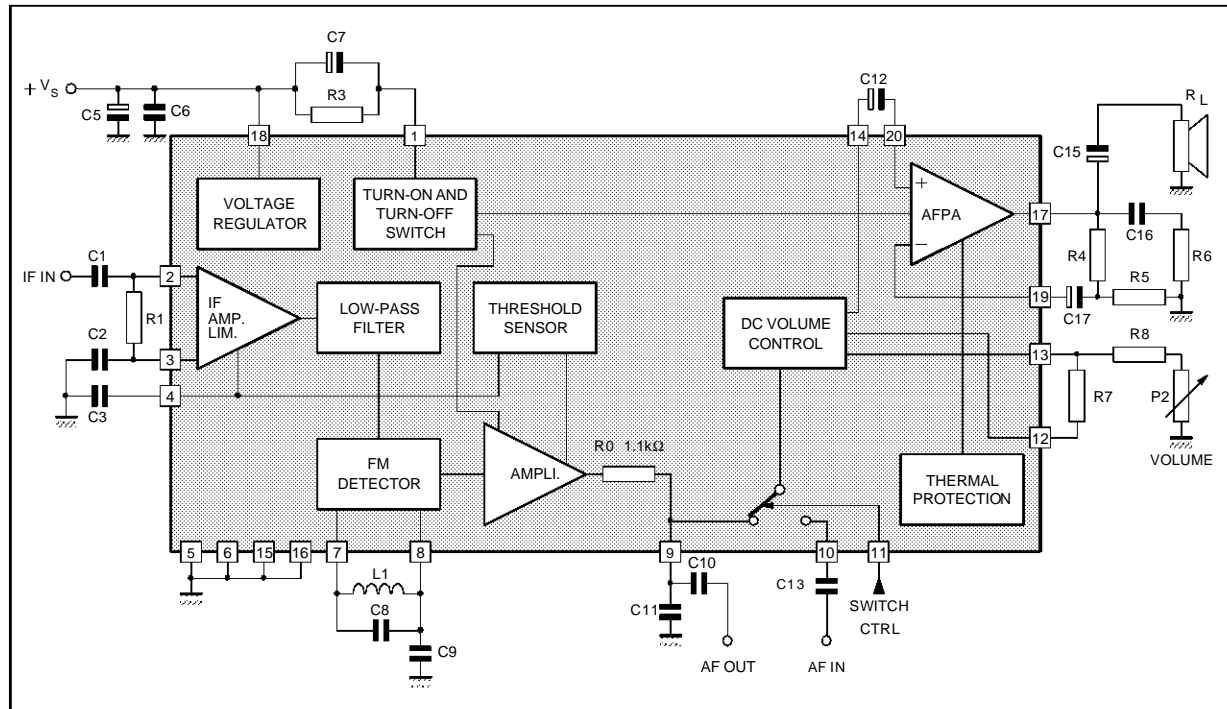 C7
C12
R L
+ VS
R3
C5
C6
18
1
14
20
C15
VOLTAGE
REGULATOR
TURN-ON AND
TURN-OFF
SWITCH
+
AFPA
−
17
C16
C1
IF IN
2
R4
R6
R1
IF
AMP.
LIM.
LOW-PASS
FILTER
THRESHOLD
SENSOR
DC VOLUME
CONTROL
19
R5
C17
C2
3
13
R8
4
C3
R7
P2
R0 1.1kΩ
12
FM
DETECTOR
AMPLI.
THERMAL
PROTECTION
VOLUME
5
6
15
16
7
8
9
10
11
L1
C10
C13
C8
C11
SWITCH
CTRL
C9
AF OUT
AF IN